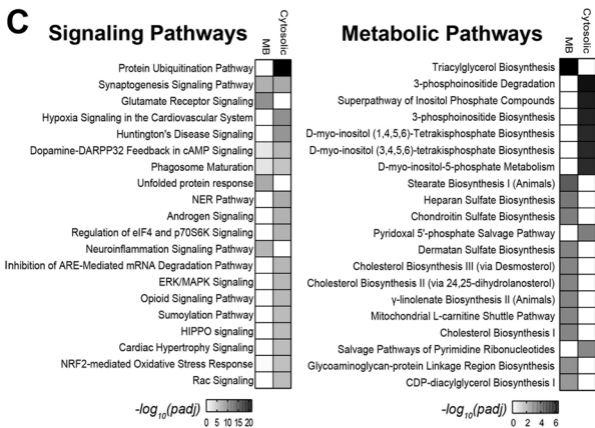 C
Signaling Pathways
MB
Cytosolic
Protein Ubiquitination Pathway
Synaptogenesis Signaling Pathway
Glutamate Receptor Signaling
Hypoxia Signaling in the Cardiovascular System
Huntington's Disease Signaling
Dopamine-DARPP32 Feedback in cAMP Signaling
Phagosome Maturation
Unfolded protein response
NER Pathway
Androgen Signaling
Regulation of eIF4 and p70S6K Signaling
Neuroinflammation Signaling Pathway
Inhibition of ARE-Mediated mRNA Degradation Pathway
ERK/MAPK Signaling
Opioid Signaling Pathway
Sumoylation Pathway
HIPPO signaling
Cardiac Hypertrophy Signaling
NRF2-mediated Oxidative Stress Response
Rac Signaling
-log10(padj)
0 5 10 15 20
Metabolic Pathways
MB
Cytosolic
Triacylglycerol Biosynthesis
3-phosphoinositide Degradation
Superpathway of Inositol Phosphate Compounds
3-phosphoinositide Biosynthesis
D-myo-inositol (1,4,5,6)-Tetrakisphosphate Biosynthesis
D-myo-inositol (3,4,5,6)-tetrakisphosphate Biosynthesis
D-myo-inositol-5-phosphate Metabolism
Stearate Biosynthesis I (Animals)
Heparan Sulfate Biosynthesis
Chondroitin Sulfate Biosynthesis
Pyridoxal 5'-phosphate Salvage Pathway
Dermatan Sulfate Biosynthesis
Cholesterol Biosynthesis III (via Desmosterol)
Cholesterol Biosynthesis II (via 24,25-dihydrolanosterol)
γ-linolenate Biosynthesis II (Animals)
Mitochondrial L-carnitine Shuttle Pathway
Cholesterol Biosynthesis I
Salvage Pathways of Pyrimidine Ribonucleotides
Glycoaminoglycan-protein Linkage Region Biosynthesis
CDP-diacylglycerol Biosynthesis I
-log10(padj)
0 2 4 6